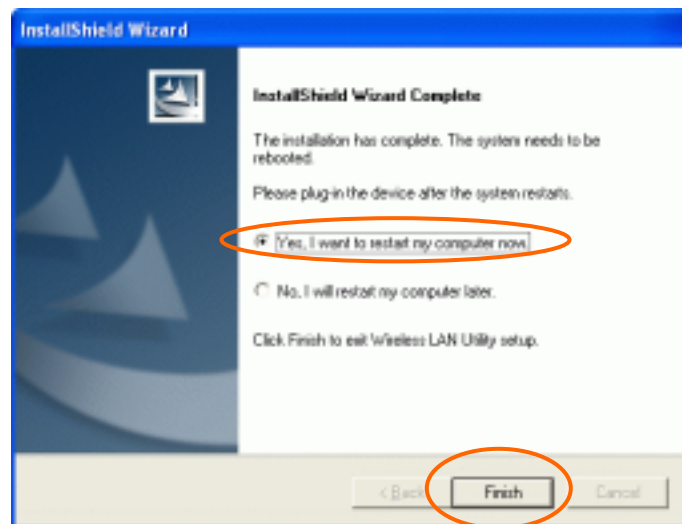 InstallShield Wizard
InstallShield Wizard Complete
The installation has complete. The system needs to be
rebooted.
Please plug-in the device after the system restarts.
Yes, I want to restart my computer now.
No, I will restart my computer later.
Click Finish to exit Wireless LAN Utility setup.
< Back Finish Cancel